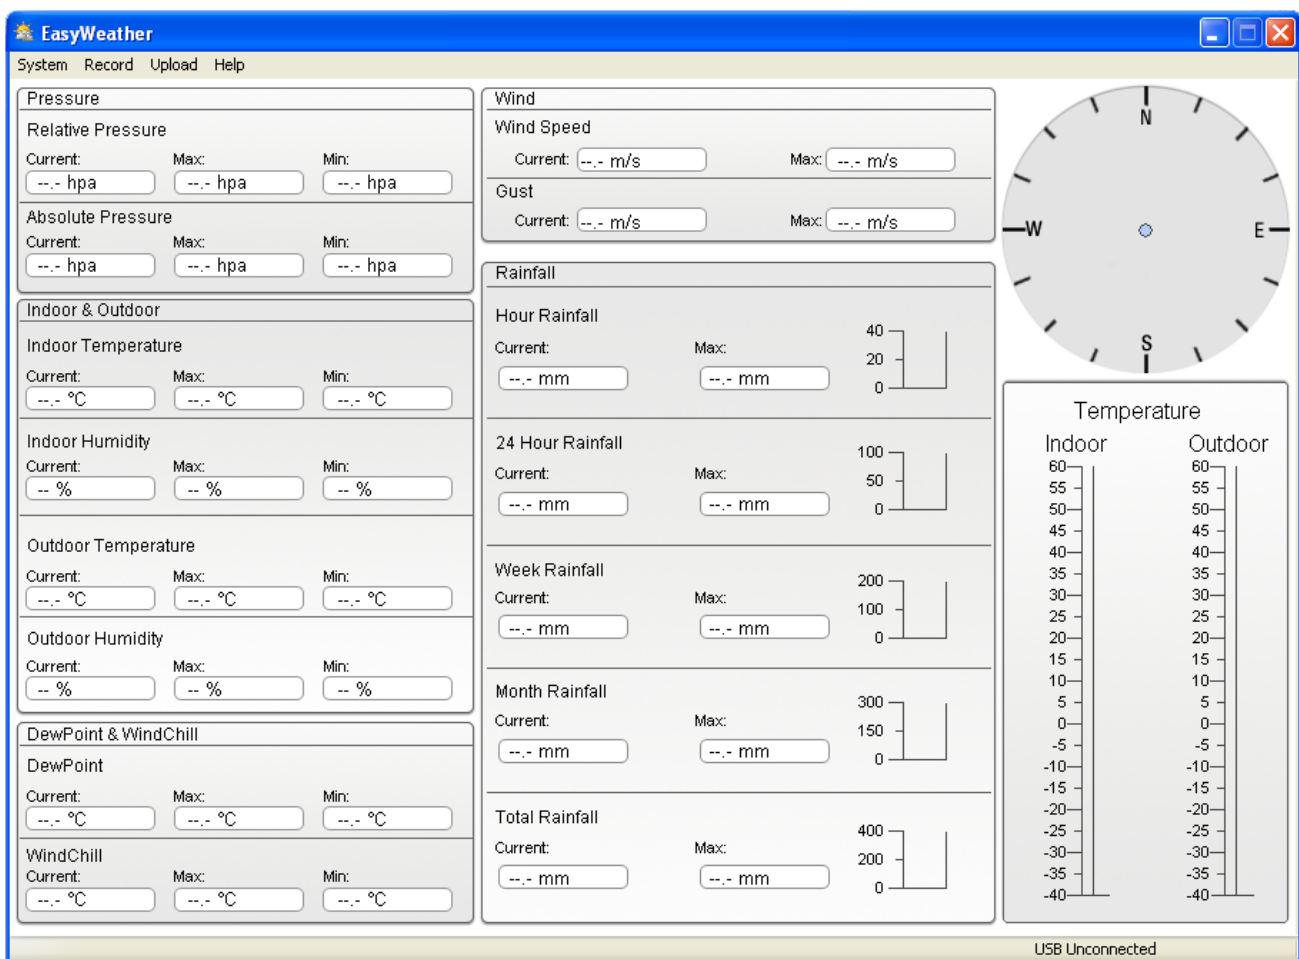 EasyWeather
System Record Upload Help
Pressure
Relative Pressure
Current: Max: Min:
--.- hpa --.- hpa --.- hpa
Absolute Pressure
Current: Max: Min:
--.- hpa --.- hpa --.- hpa
Indoor & Outdoor
Indoor Temperature
Current: Max: Min:
--.- °C --.- °C --.- °C
Indoor Humidity
Current: Max: Min:
-- % -- % -- %
Outdoor Temperature
Current: Max: Min:
--.- °C --.- °C --.- °C
Outdoor Humidity
Current: Max: Min:
-- % -- % -- %
DewPoint & WindChill
DewPoint
Current: Max: Min:
--.- °C --.- °C --.- °C
WindChill
Current: Max: Min:
--.- °C --.- °C --.- °C
Wind
Wind Speed
Current: --.- m/s Max: --.- m/s
Gust
Current: --.- m/s Max: --.- m/s
Rainfall
Hour Rainfall
Current: Max:
--.- mm --.- mm
40
20
0
24 Hour Rainfall
Current: Max:
--.- mm --.- mm
100
50
0
Week Rainfall
Current: Max:
--.- mm --.- mm
200
100
0
Month Rainfall
Current: Max:
--.- mm --.- mm
300
150
0
Total Rainfall
Current: Max:
--.- mm --.- mm
400
200
0
N
W E
S
Temperature
Indoor Outdoor
60 60
55 55
50 50
45 45
40 40
35 35
30 30
25 25
20 20
15 15
10 10
5 5
0 0
-5 -5
-10 -10
-15 -15
-20 -20
-25 -25
-30 -30
-35 -35
-40 -40
USB Unconnected